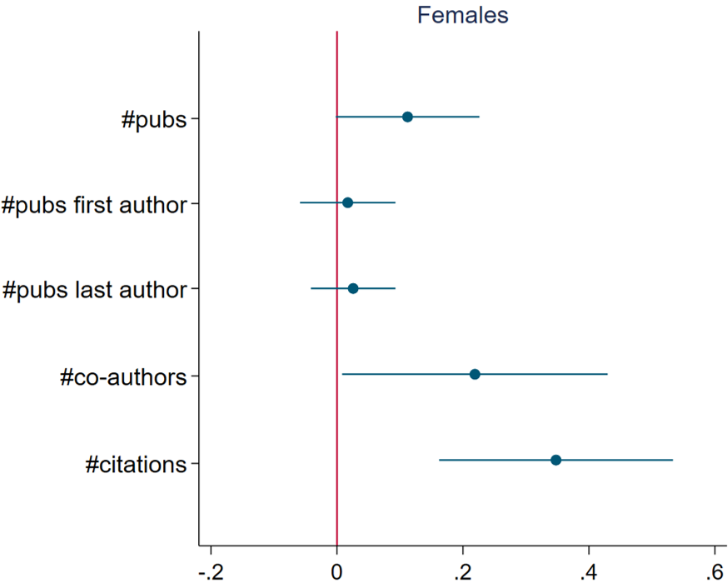 Females
#pubs
#pubs first author
#pubs last author
#co-authors
#citations
-.2 0 .2 .4 .6